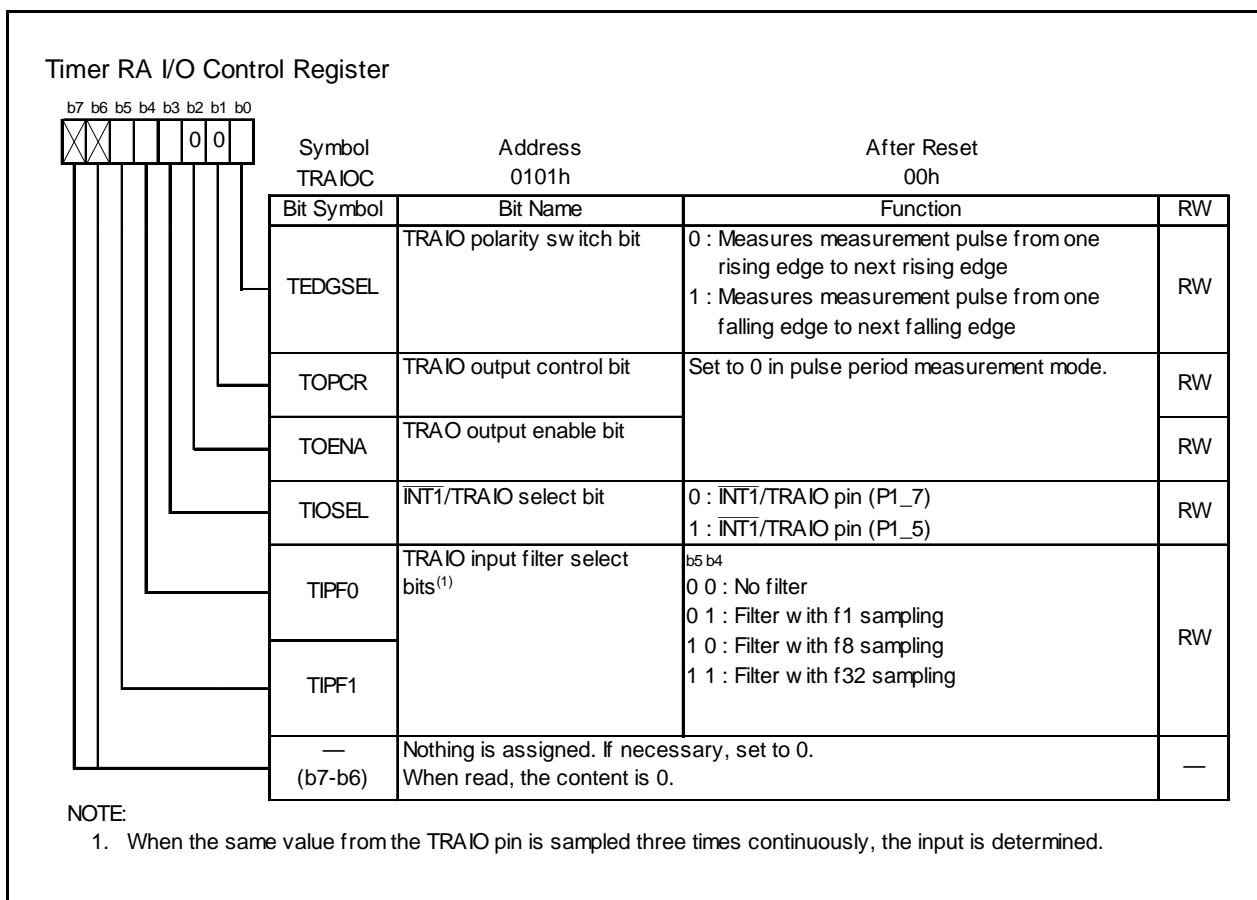 Timer RA I/O Control Register
b7 b6 b5 b4 b3 b2 b1 b0
0 0
Symbol Address After Reset
TRAIOC 0101h 00h
Bit Symbol Bit Name Function RW
TEDGSEL
TRAIO polarity switch bit
0 : Measures measurement pulse from one
rising edge to next rising edge
1 : Measures measurement pulse from one
falling edge to next falling edge
RW
TOPCR
TRAIO output control bit
Set to 0 in pulse period measurement mode.
RW
TOENA
TRAO output enable bit
RW
TIOSEL
INT1/TRAIO select bit
0 : INT1/TRAIO pin (P1_7)
1 : INT1/TRAIO pin (P1_5)
RW
TIPF0
TRAIO input filter select
bits(1)
b5 b4
0 0 : No filter
0 1 : Filter with f1 sampling
1 0 : Filter with f8 sampling
1 1 : Filter with f32 sampling
RW
TIPF1
—
(b7-b6)
Nothing is assigned. If necessary, set to 0.
When read, the content is 0.
—
NOTE:
1. When the same value from the TRAIO pin is sampled three times continuously, the input is determined.